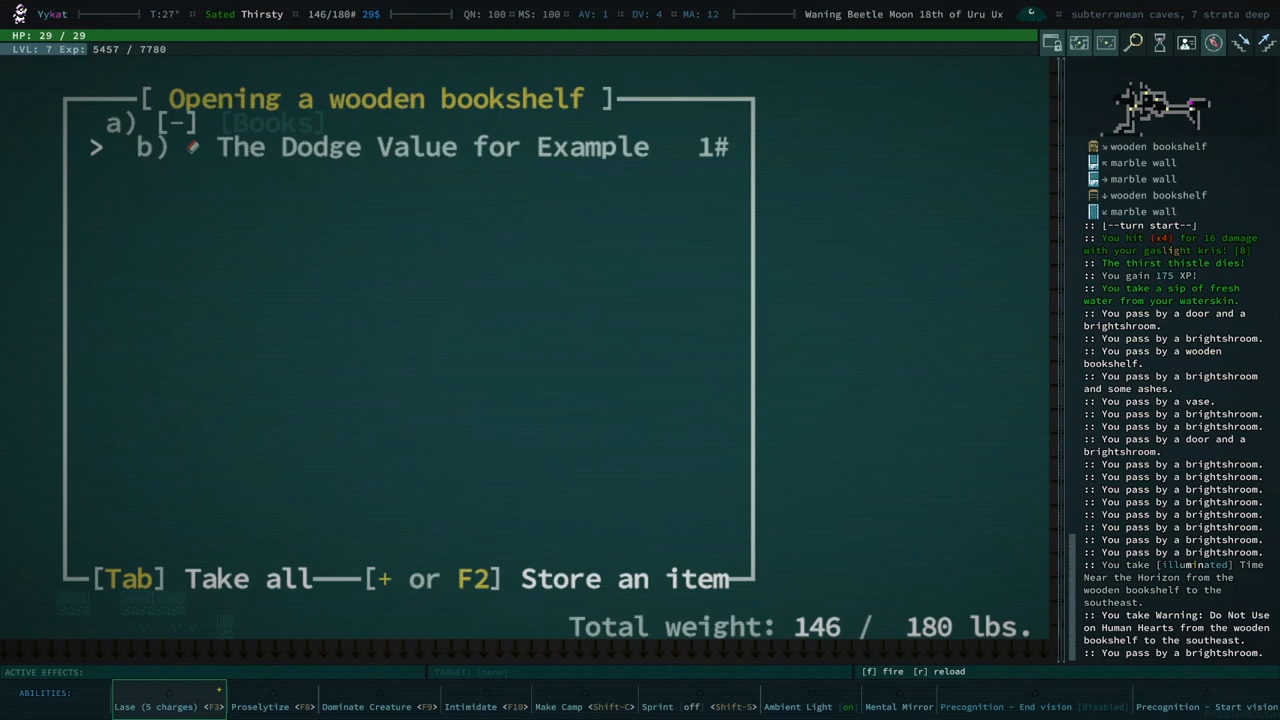 Yykat T:27° :: Sated Thirsty :: 146/180# 29$ QN: 100 :: MS: 100 :: AV: 1 :: DV: 4 :: MA: 12 Waning Beetle Moon 18th of Uru Ux :: subterranean caves, 7 strata deep
HP: 29 / 29
LVL: 7 Exp: 5457 / 7780
[ Opening a wooden bookshelf ]
a) [-] [Books]
> b) The Dodge Value for Example 1#
[Tab] Take all [+ or F2] Store an item
Total weight: 146 / 180 lbs.
↘ wooden bookshelf
↖ marble wall
→ marble wall
↓ wooden bookshelf
↙ marble wall
:: [--turn start--]
:: You hit (x4) for 16 damage
with your gaslight kris! [8]
:: The thirst thistle dies!
:: You gain 175 XP!
:: You take a sip of fresh
water from your waterskin.
:: You pass by a door and a
brightshroom.
:: You pass by a brightshroom.
:: You pass by a wooden
bookshelf.
:: You pass by a brightshroom
and some ashes.
:: You pass by a vase.
:: You pass by a brightshroom.
:: You pass by a brightshroom.
:: You pass by a door and a
brightshroom.
:: You pass by a brightshroom.
:: You pass by a brightshroom.
:: You pass by a brightshroom.
:: You pass by a brightshroom.
:: You pass by a brightshroom.
:: You pass by a brightshroom.
:: You pass by a brightshroom.
:: You pass by a brightshroom.
:: You take [illuminated] Time
Near the Horizon from the
wooden bookshelf to the
southeast.
:: You take Warning: Do Not Use
on Human Hearts from the wooden
bookshelf to the southeast.
:: You pass by a brightshroom.
ACTIVE EFFECTS: TARGET: [none] [f] fire [r] reload
ABILITIES: Lase (5 charges) <F3> Proselytize <F8> Dominate Creature <F9> Intimidate <F10> Make Camp <Shift-C> Sprint [off] <Shift-S> Ambient Light [on] Mental Mirror Precognition - End vision [disabled] Precognition - Start vision